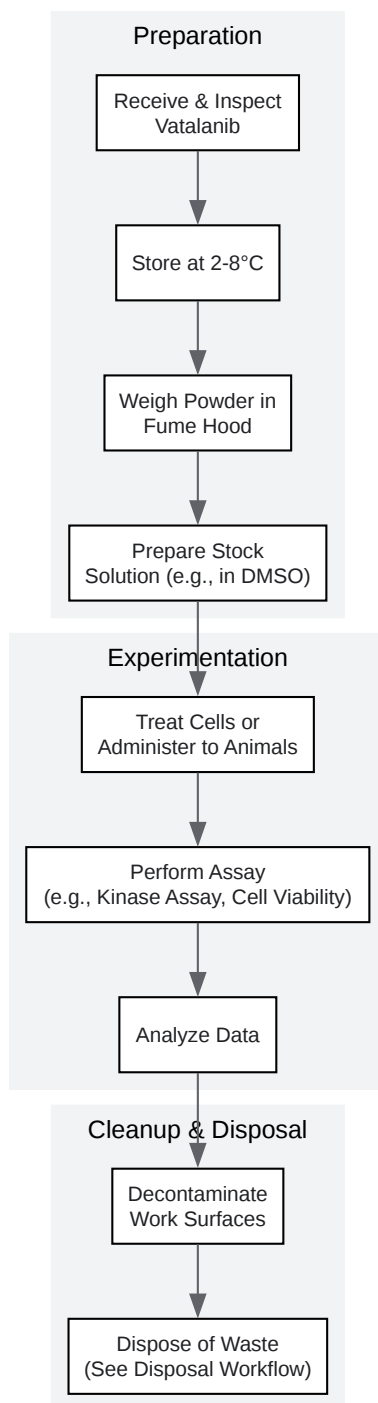 Preparation
Receive & Inspect
Vatalanib
Store at 2-8°C
Weigh Powder in
Fume Hood
Prepare Stock
Solution (e.g., in DMSO)
Experimentation
Treat Cells or
Administer to Animals
Perform Assay
(e.g., Kinase Assay, Cell Viability)
Analyze Data
Cleanup & Disposal
Decontaminate
Work Surfaces
Dispose of Waste
(See Disposal Workflow)